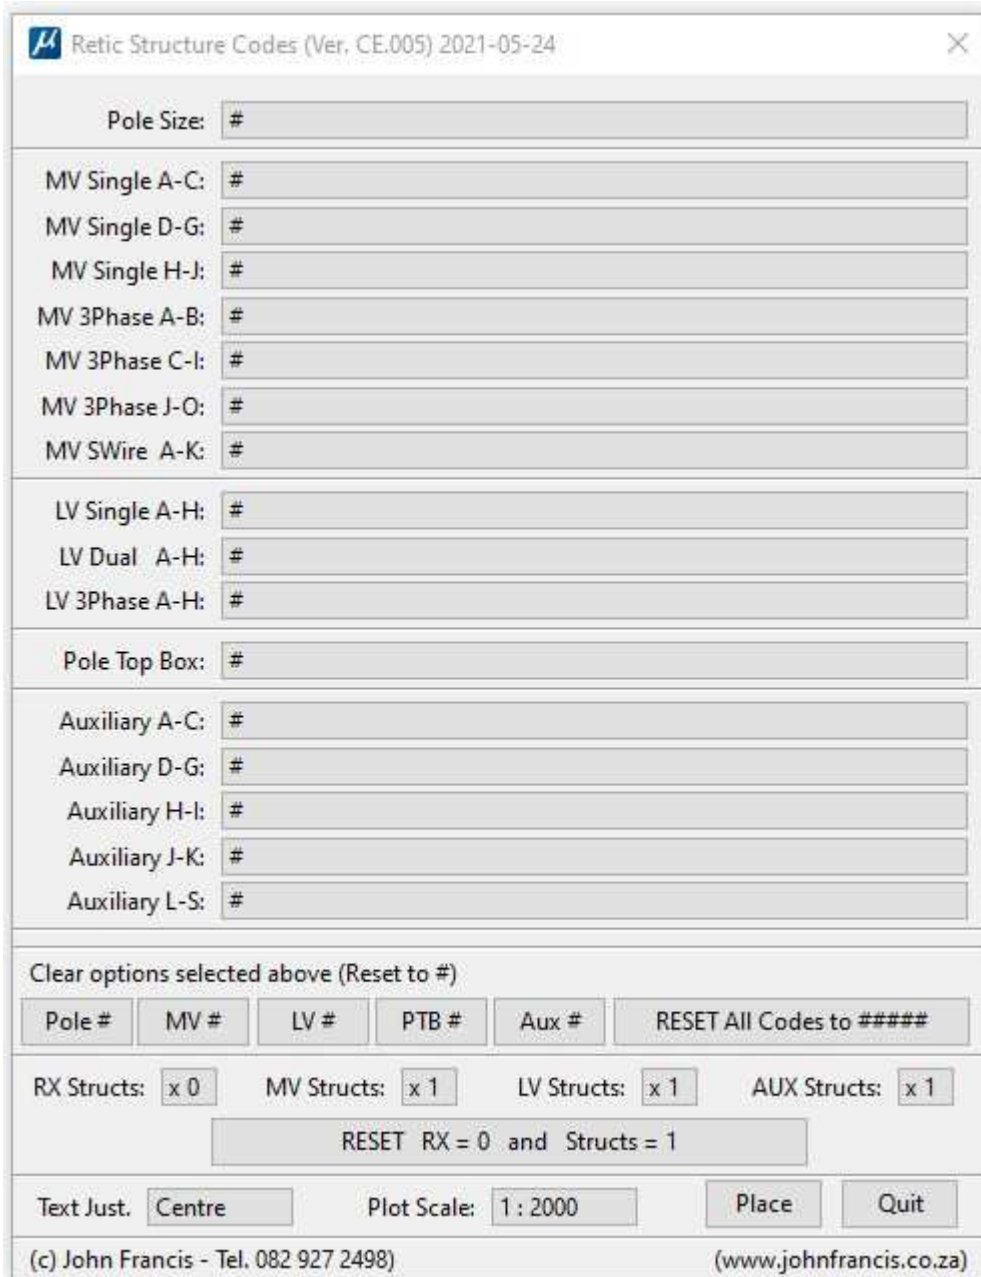 µ Retic Structure Codes (Ver. CE.005) 2021-05-24
Pole Size: #
MV Single A-C: #
MV Single D-G: #
MV Single H-J: #
MV 3Phase A-B: #
MV 3Phase C-I: #
MV 3Phase J-O: #
MV SWire A-K: #
LV Single A-H: #
LV Dual A-H: #
LV 3Phase A-H: #
Pole Top Box: #
Auxiliary A-C: #
Auxiliary D-G: #
Auxiliary H-I: #
Auxiliary J-K: #
Auxiliary L-S: #
Clear options selected above (Reset to #)
Pole # MV # LV # PTB # Aux # RESET All Codes to #####
RX Structs: x 0 MV Structs: x 1 LV Structs: x 1 AUX Structs: x 1
RESET RX = 0 and Structs = 1
Text Just. Centre Plot Scale: 1 : 2000 Place Quit
(c) John Francis - Tel. 082 927 2498) (www.johnfrancis.co.za)